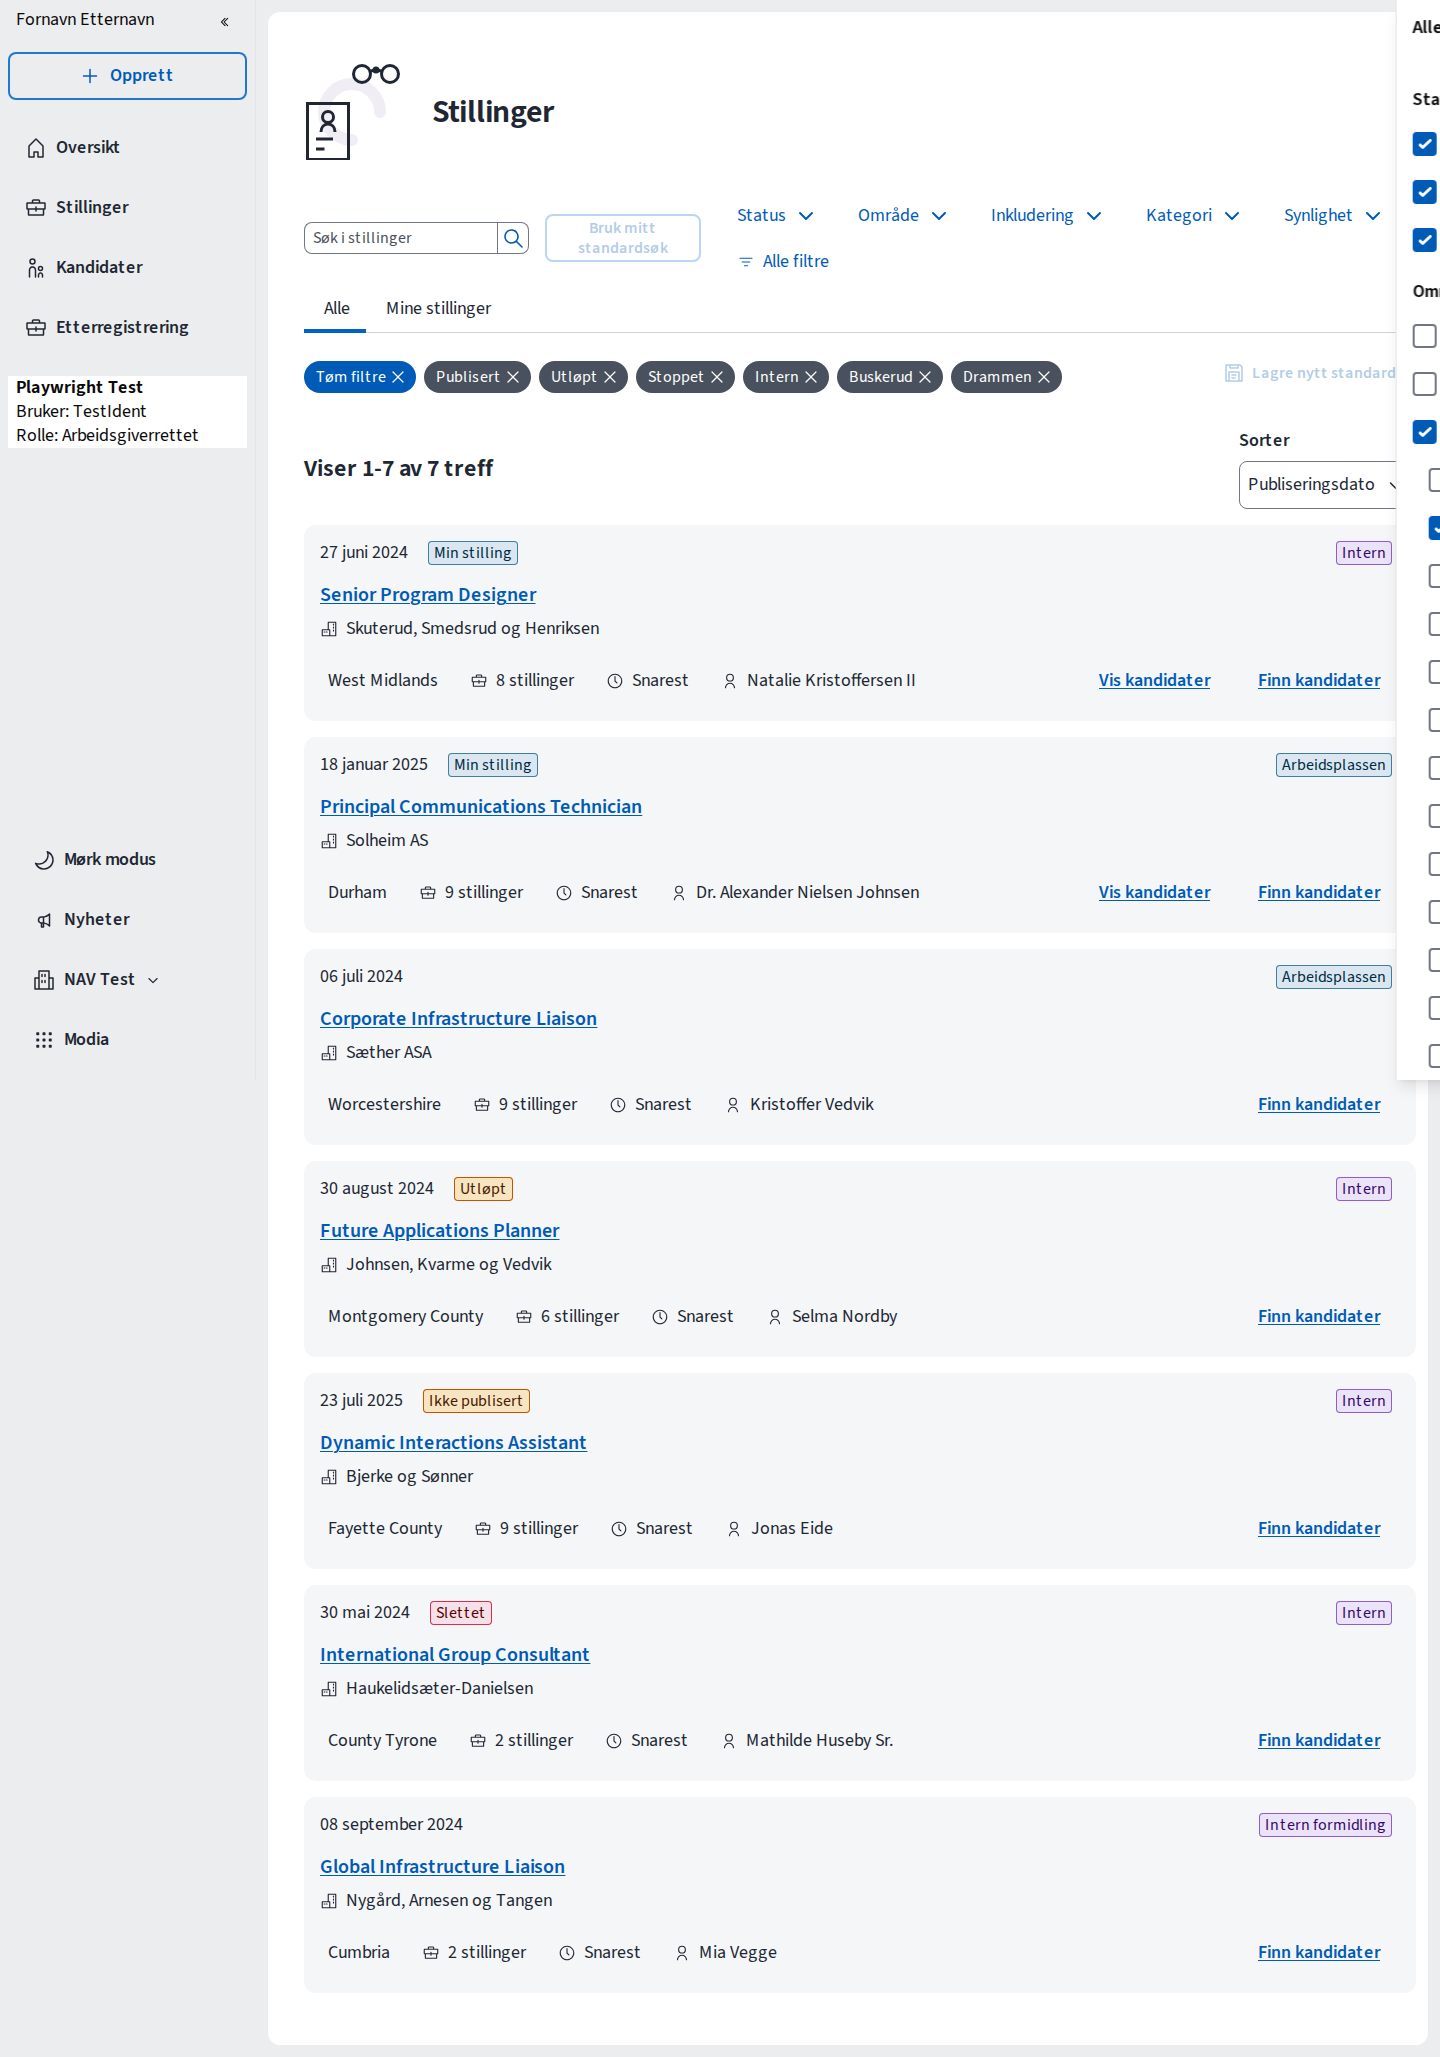 Fornavn Etternavn
Opprett
Oversikt
Stillinger
Kandidater
Etterregistrering
Playwright Test
Bruker: TestIdent
Rolle: Arbeidsgiverrettet
Mørk modus
Nyheter
NAV Test
Modia
Stillinger
Søk i stillinger
Bruk mitt
standardsøk
Status
Område
Inkludering
Kategori
Synlighet
Alle filtre
Alle
Mine stillinger
Tøm filtre
Publisert
Utløpt
Stoppet
Intern
Buskerud
Drammen
Lagre nytt standard
Viser 1-7 av 7 treff
Sorter
Publiseringsdato
27 juni 2024
Min stilling
Intern
Senior Program Designer
Skuterud, Smedsrud og Henriksen
West Midlands
8 stillinger
Snarest
Natalie Kristoffersen II
Vis kandidater
Finn kandidater
18 januar 2025
Min stilling
Arbeidsplassen
Principal Communications Technician
Solheim AS
Durham
9 stillinger
Snarest
Dr. Alexander Nielsen Johnsen
Vis kandidater
Finn kandidater
06 juli 2024
Arbeidsplassen
Corporate Infrastructure Liaison
Sæther ASA
Worcestershire
9 stillinger
Snarest
Kristoffer Vedvik
Finn kandidater
30 august 2024
Utløpt
Intern
Future Applications Planner
Johnsen, Kvarme og Vedvik
Montgomery County
6 stillinger
Snarest
Selma Nordby
Finn kandidater
23 juli 2025
Ikke publisert
Intern
Dynamic Interactions Assistant
Bjerke og Sønner
Fayette County
9 stillinger
Snarest
Jonas Eide
Finn kandidater
30 mai 2024
Slettet
Intern
International Group Consultant
Haukelidsæter-Danielsen
County Tyrone
2 stillinger
Snarest
Mathilde Huseby Sr.
Finn kandidater
08 september 2024
Intern formidling
Global Infrastructure Liaison
Nygård, Arnesen og Tangen
Cumbria
2 stillinger
Snarest
Mia Vegge
Finn kandidater
Alle
Sta